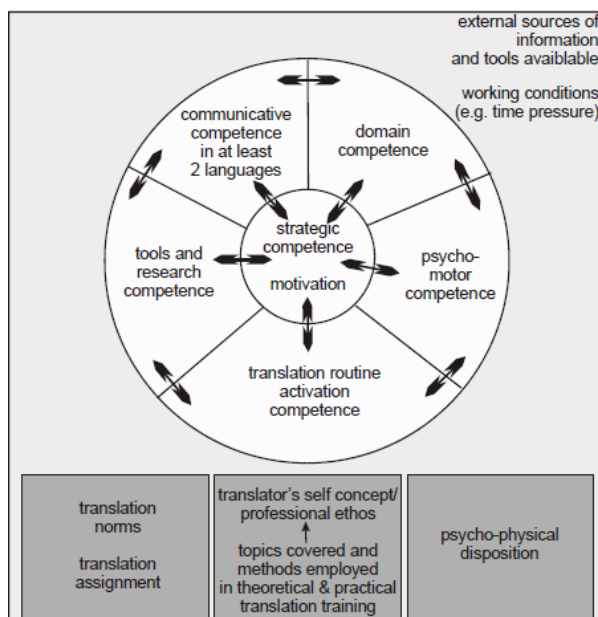 external sources of
information
and tools avaiblable
working conditions
(e.g. time pressure)
communicative
competence
in at least
2 languages
domain
competence
strategic
competence
motivation
tools and
research
competence
psycho-
motor
competence
translation routine
activation
competence
translation
norms
translation
assignment
translator's self concept/
professional ethos
topics covered and
methods employed
in theoretical & practical
translation training
psycho-physical
disposition